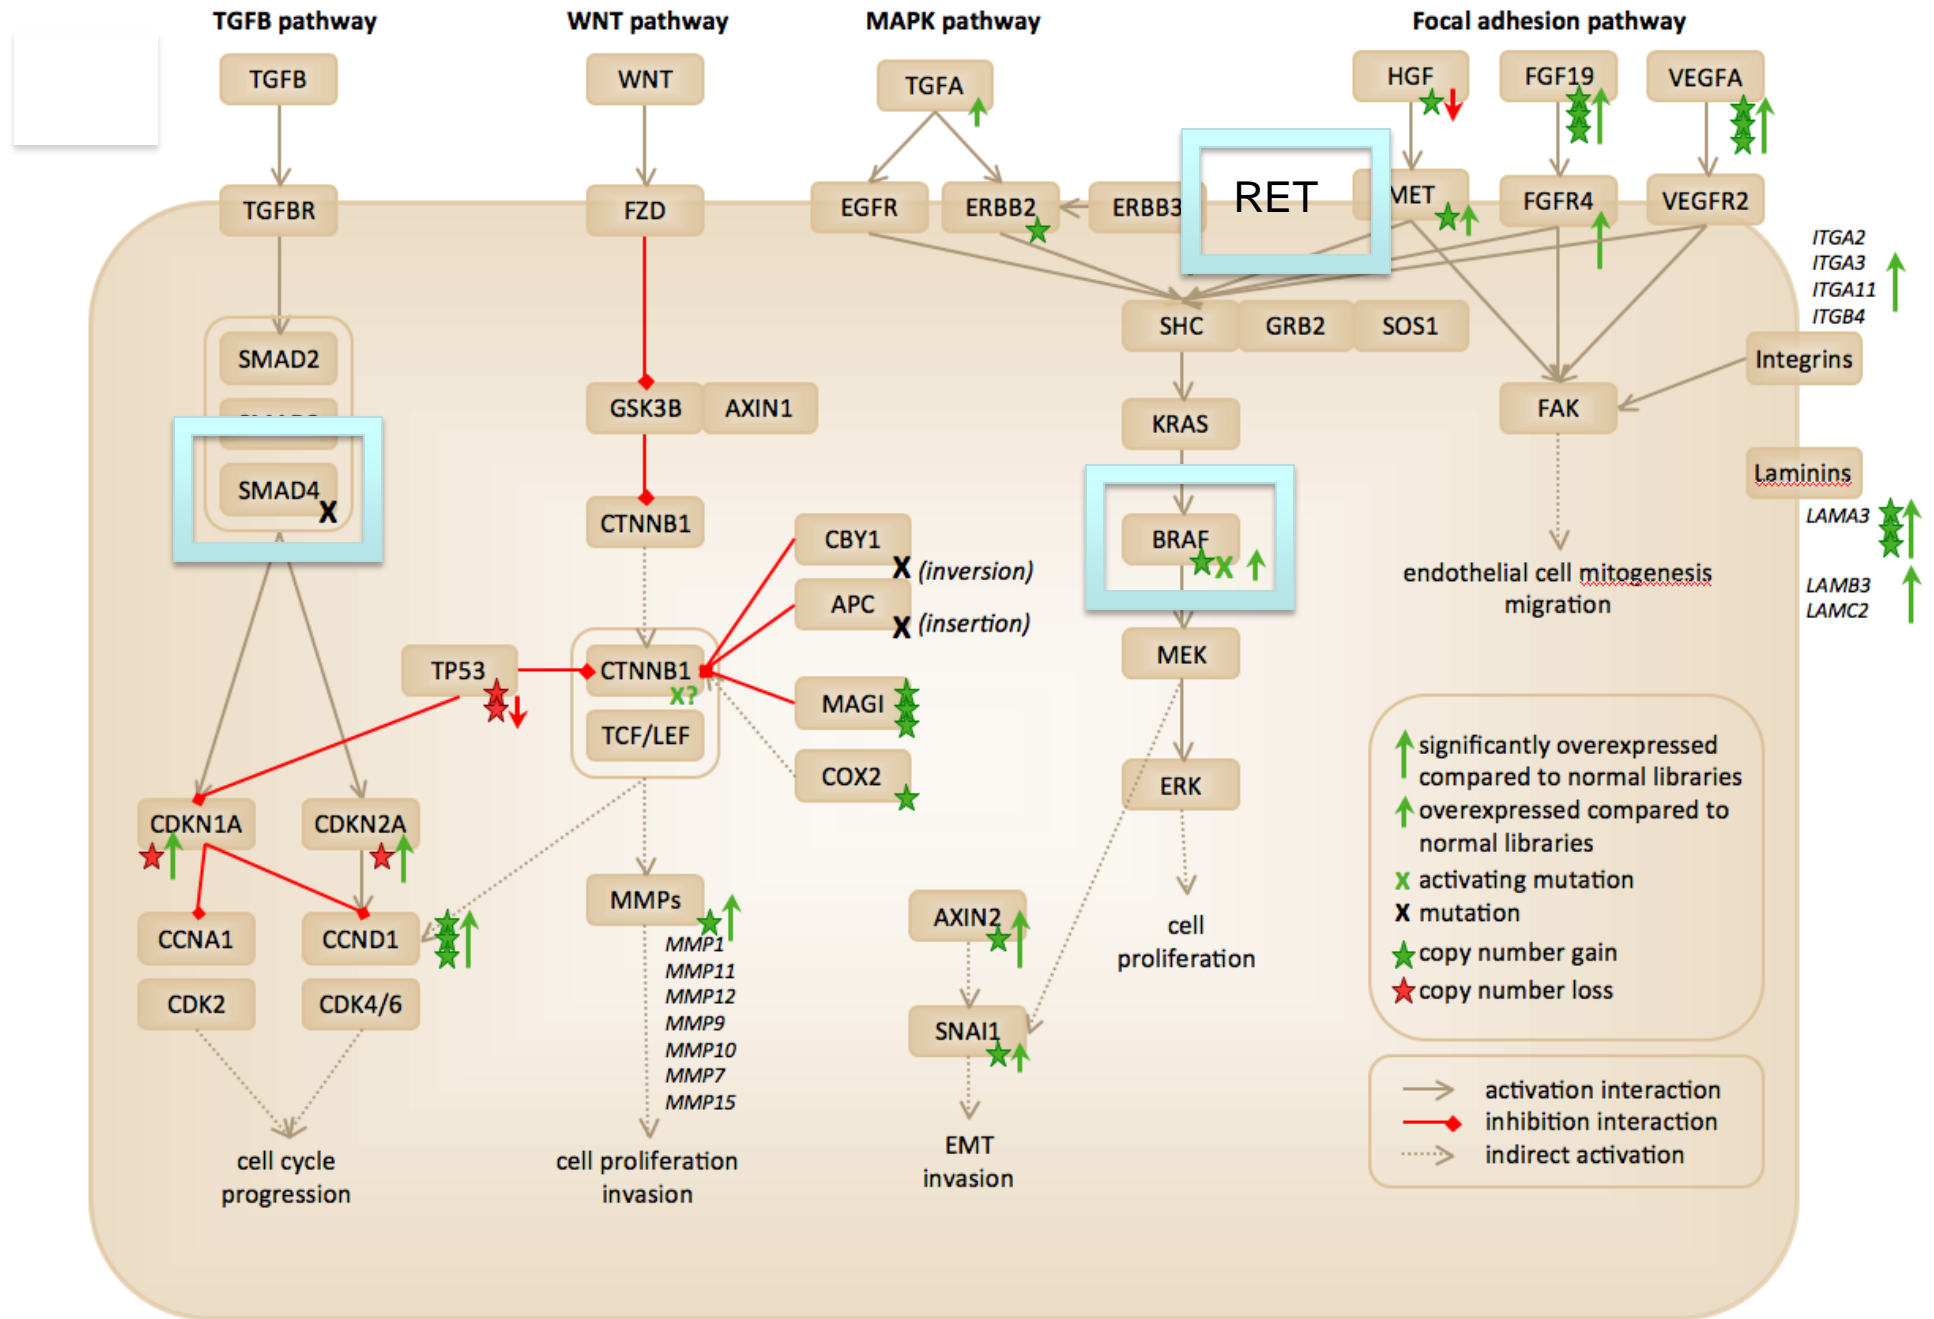 TGFB pathway
WNT pathway
MAPK pathway
Focal adhesion pathway
TGFB
WNT
TGFA
HGF
FGF19
VEGFA
TGFBR
FZD
EGFR
ERBB2
ERBB3
RET
MET
FGFR4
VEGFR2
ITGA2
ITGA3
ITGA11
ITGB4
SHC
GRB2
SOS1
Integrins
SMAD2
GSK3B
AXIN1
KRAS
FAK
SMAD4
X
Laminins
CTNNB1
CBY1
X (inversion)
BRAF
X
LAMA3
endothelial cell mitogenesis
migration
LAMB3
LAMC2
APC
X (insertion)
MEK
TP53
CTNNB1
X?
MAGI
TCF/LEF
COX2
ERK
CDKN1A
CDKN2A
MMPs
AXIN2
cell
proliferation
CCNA1
CCND1
MMP1
MMP11
MMP12
MMP9
MMP10
MMP7
MMP15
CDK2
CDK4/6
SNAI1
cell cycle
progression
cell proliferation
invasion
EMT
invasion
significantly overexpressed
compared to normal libraries
overexpressed compared to
normal libraries
X activating mutation
X mutation
copy number gain
copy number loss
activation interaction
inhibition interaction
indirect activation